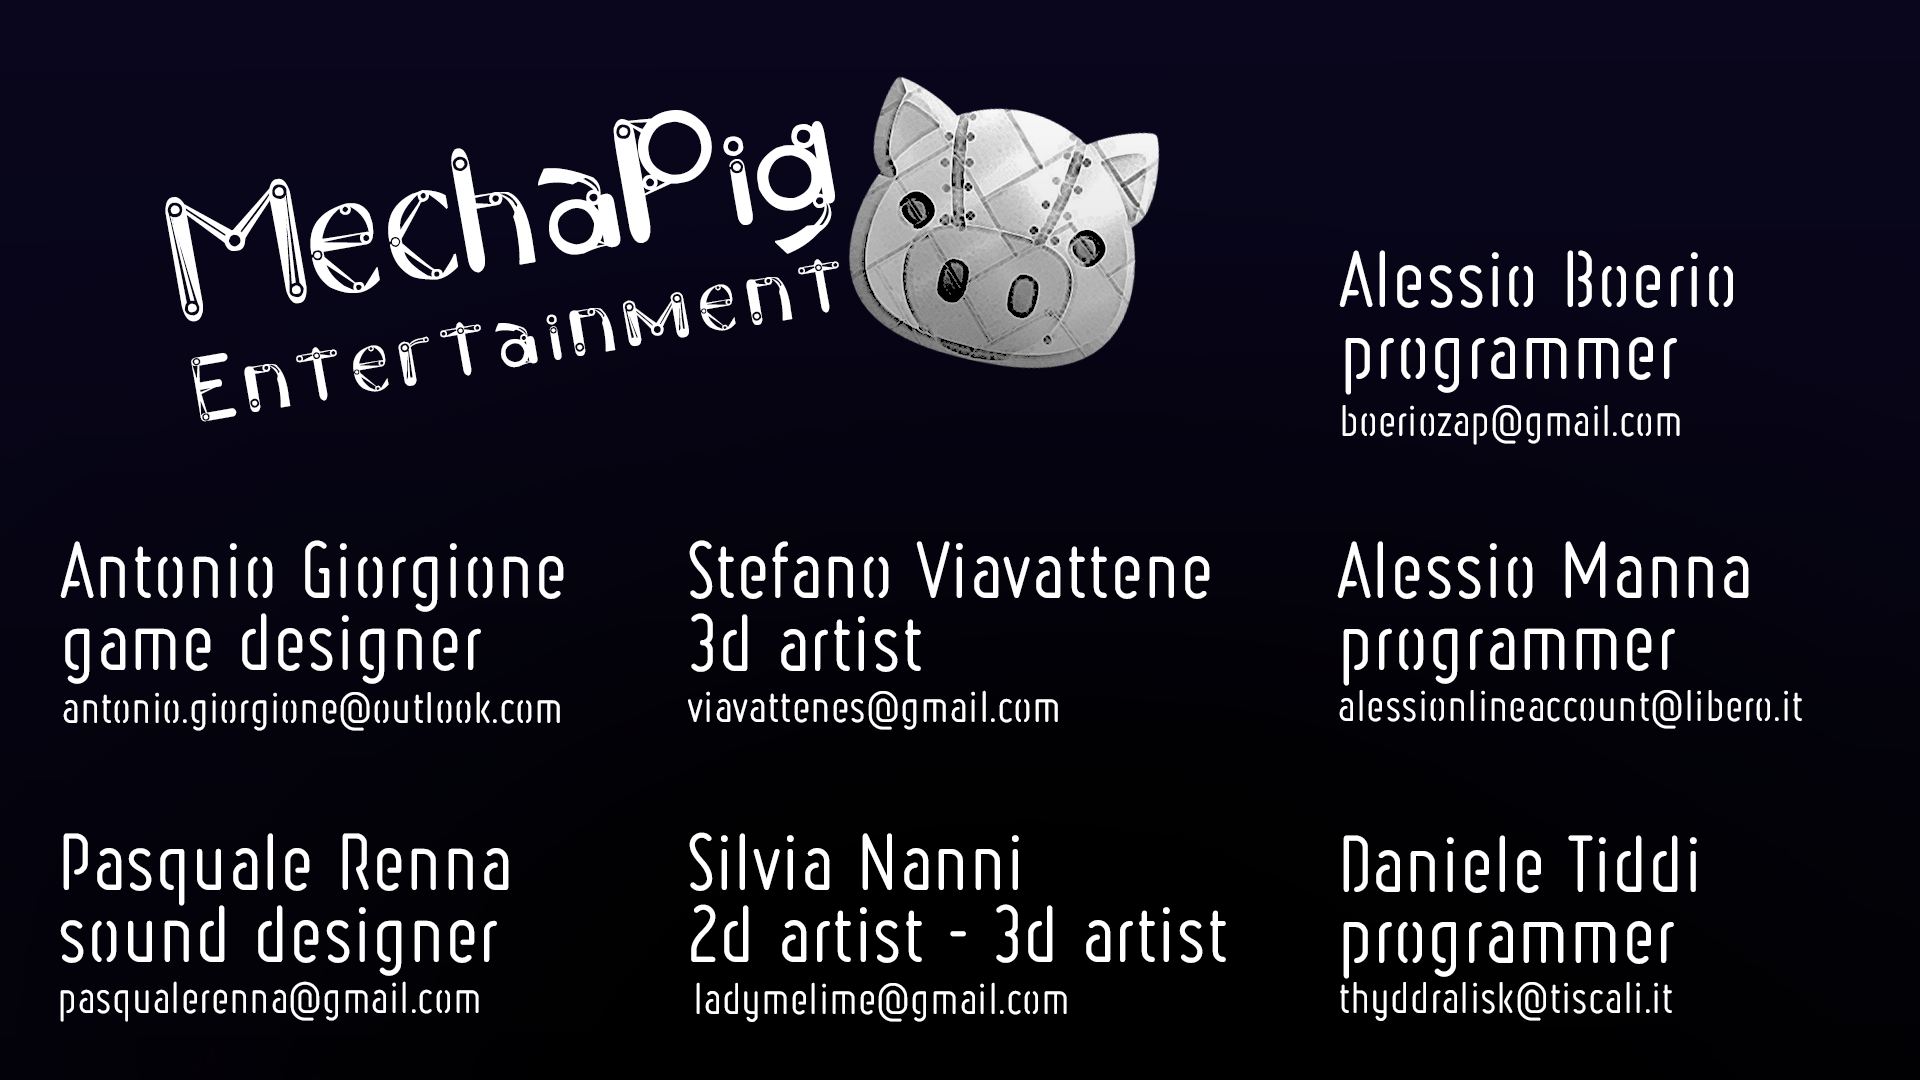 MechaPig
Entertainment
Alessio Boerio
programmer
boeriozap@gmail.com
Antonio Giorgione
game designer
antonio.giorgione@outlook.com
Stefano Viavattene
3d artist
viavattenes@gmail.com
Alessio Manna
programmer
alessionlineaccount@libero.it
Pasquale Renna
sound designer
pasqualerenna@gmail.com
Silvia Nanni
2d artist - 3d artist
ladymelime@gmail.com
Daniele Tiddi
programmer
thyddralisk@tiscali.it